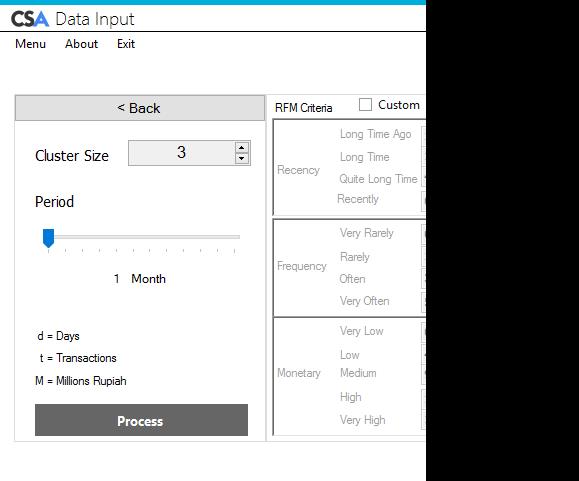 CSA Data Input
Menu About Exit
< Back
Cluster Size 3
Period
1 Month
d = Days
t = Transactions
M = Millions Rupiah
Process
RFM Criteria Custom
Recency
Long Time Ago
Long Time
Quite Long Time
Recently
Frequency
Very Rarely
Rarely
Often
Very Often
Monetary
Very Low
Low
Medium
High
Very High